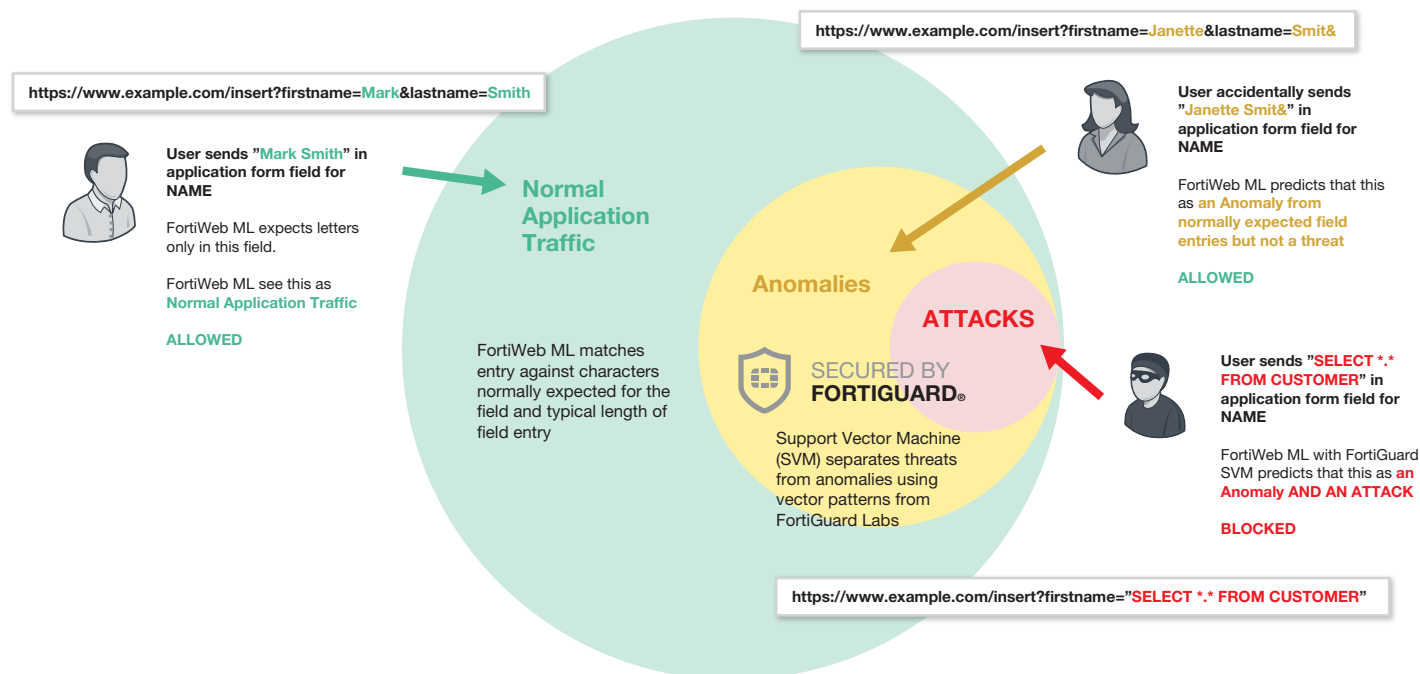 https://www.example.com/insert?firstname=Mark&lastname=Smith
User sends ”Mark Smith” in
application form field for
NAME
FortiWeb ML expects letters
only in this field.
FortiWeb ML see this as
Normal Application Traffic
ALLOWED
Normal
Application
Traffic
FortiWeb ML matches
entry against characters
normally expected for the
field and typical length of
field entry
Anomalies
ATTACKS
SECURED BY
FORTIGUARD®
Support Vector Machine
(SVM) separates threats
from anomalies using
vector patterns from
FortiGuard Labs
https://www.example.com/insert?firstname=Janette&lastname=Smit&
User accidentally sends
”Janette Smit&” in
application form field for
NAME
FortiWeb ML predicts that this
as an Anomaly from
normally expected field
entries but not a threat
ALLOWED
User sends ”SELECT *.*
FROM CUSTOMER” in
application form field for
NAME
FortiWeb ML with FortiGuard
SVM predicts that this as an
Anomaly AND AN ATTACK
BLOCKED
https://www.example.com/insert?firstname=”SELECT *.* FROM CUSTOMER”